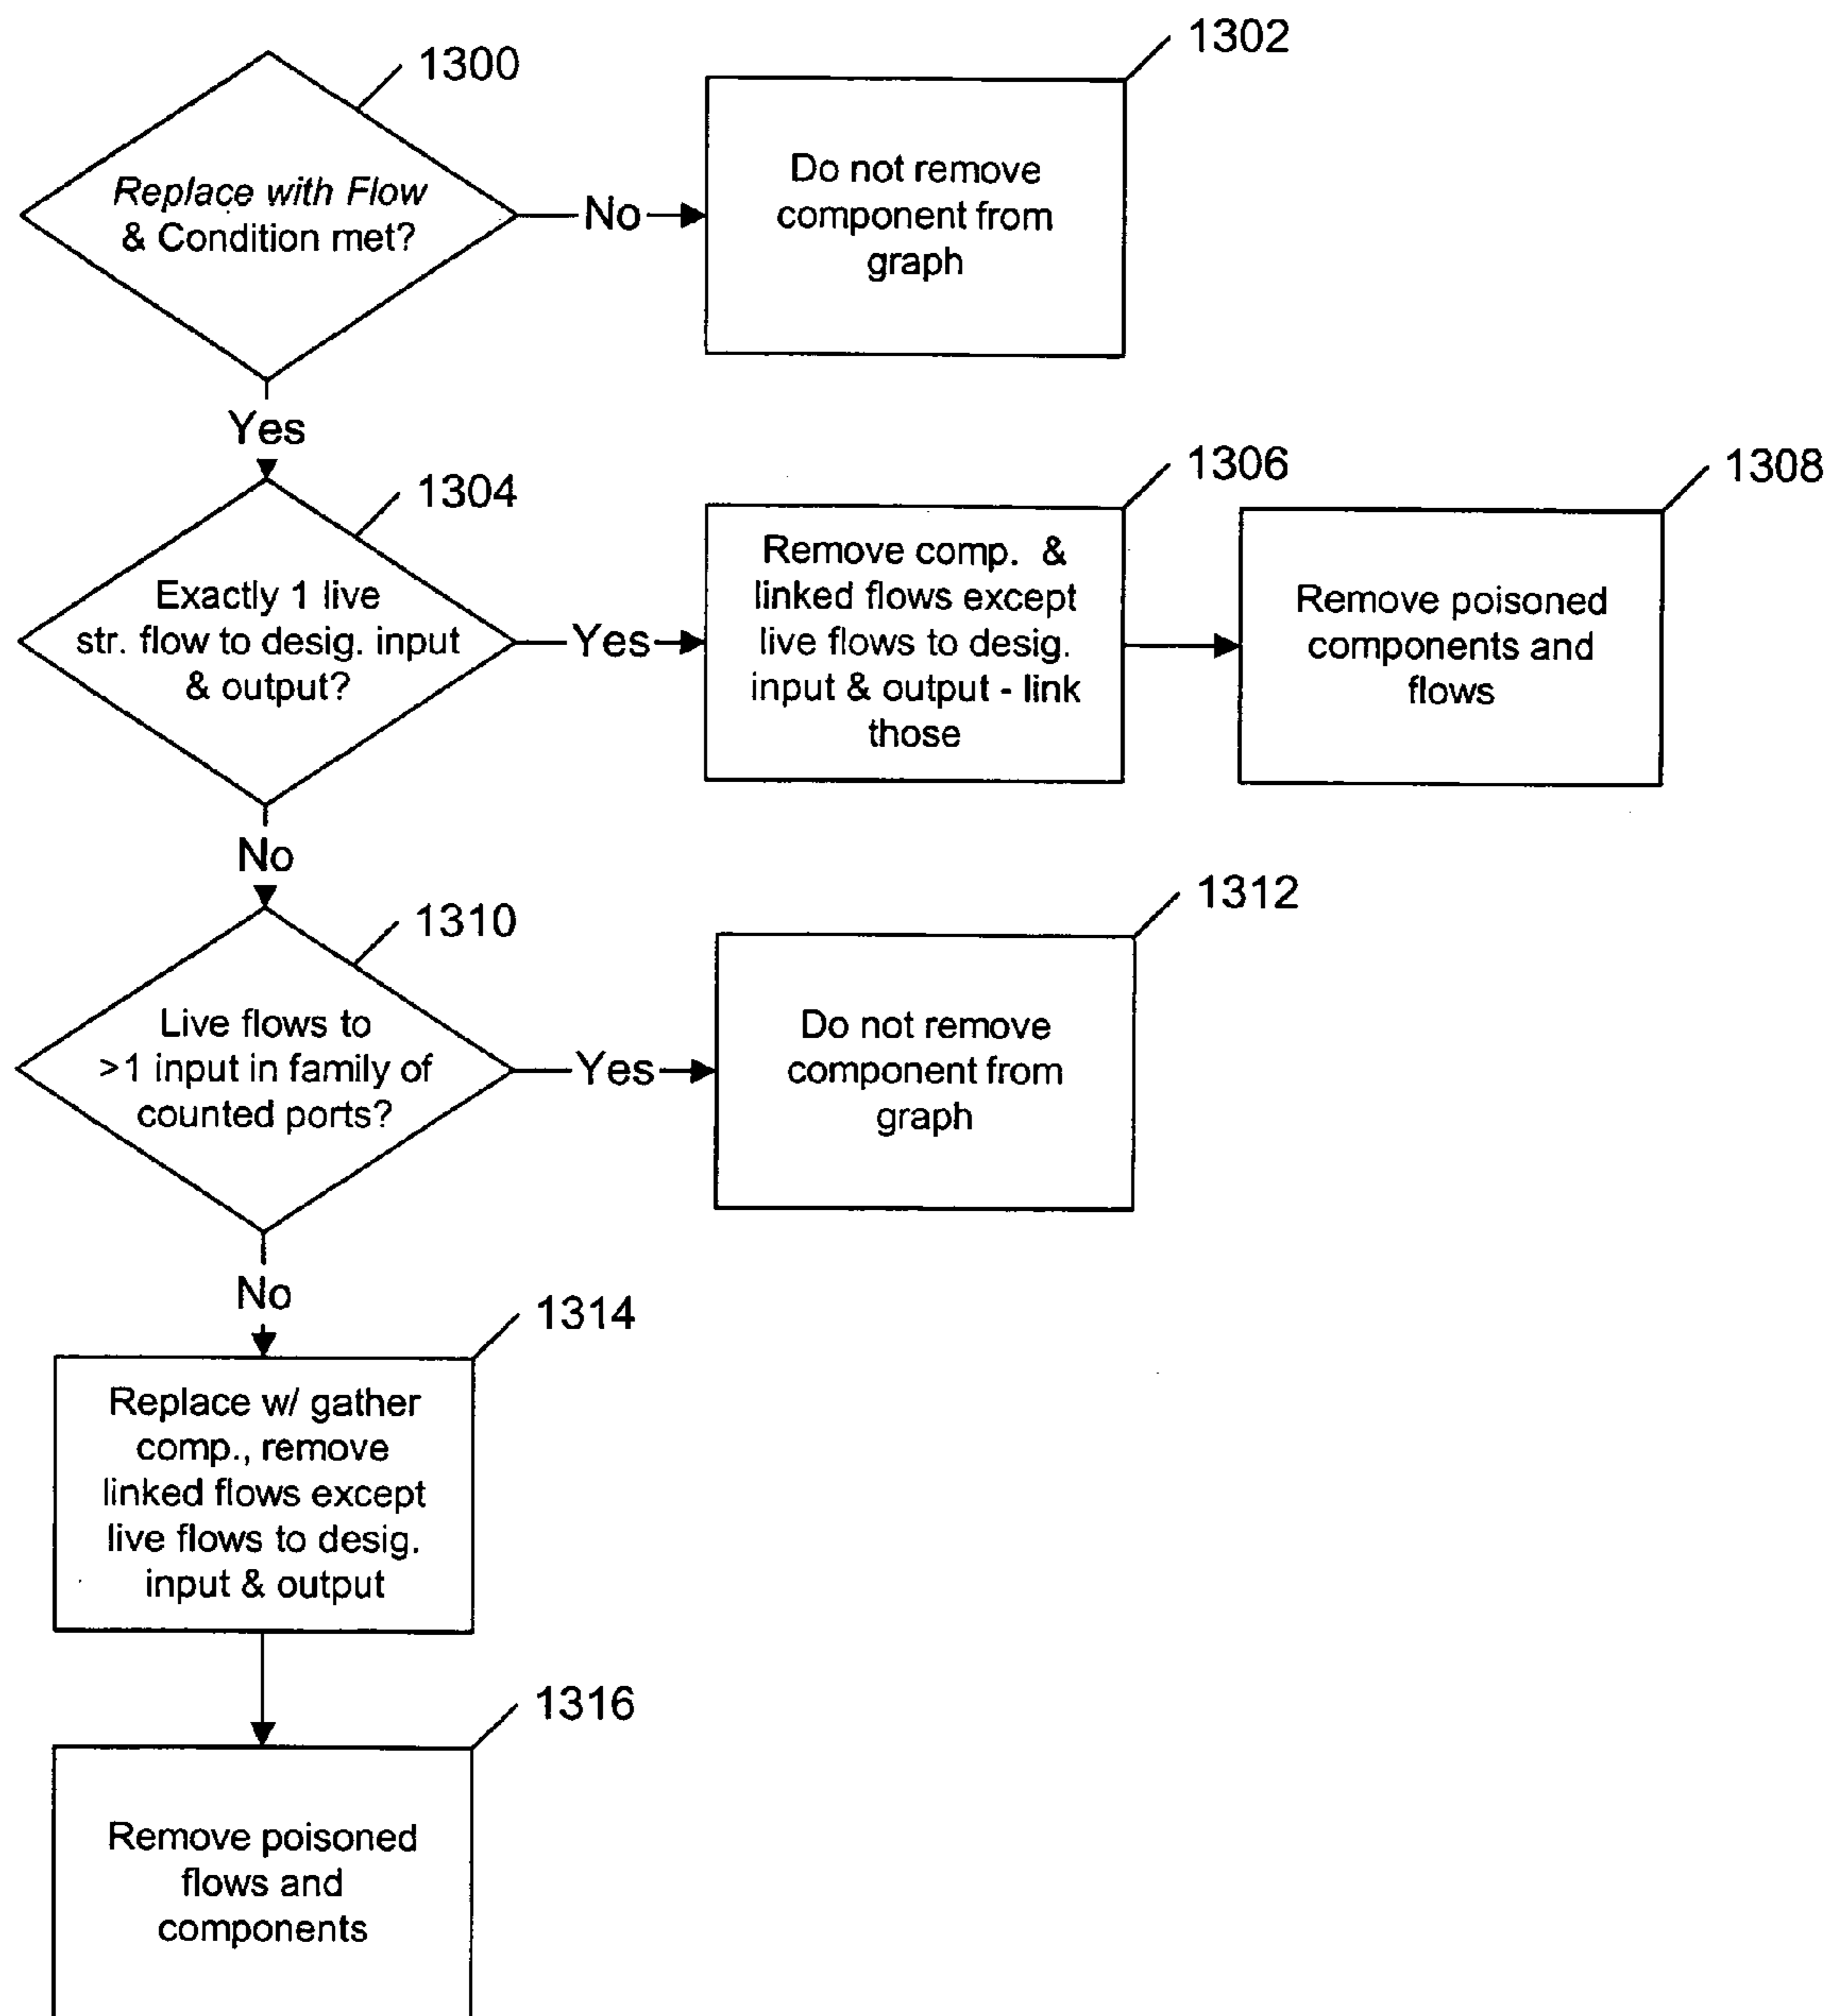 1300
Replace with Flow
& Condition met?
No
1302
Do not remove
component from
graph
Yes
1304
Exactly 1 live
str. flow to desig. input
& output?
Yes
1306
Remove comp. &
linked flows except
live flows to desig.
input & output - link
those
1308
Remove poisoned
components and
flows
No
1310
Live flows to
>1 input in family of
counted ports?
Yes
1312
Do not remove
component from
graph
No
1314
Replace w/ gather
comp., remove
linked flows except
live flows to desig.
input & output
1316
Remove poisoned
flows and
components